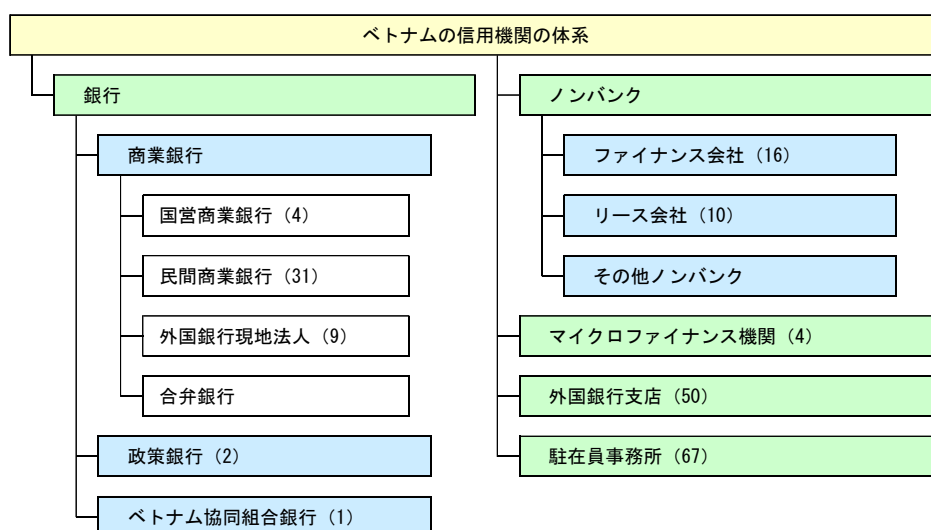 ベトナムの信用機関の体系
銀行
商業銀行
国営商業銀行（4）
民間商業銀行（31）
外国銀行現地法人（9）
合弁銀行
政策銀行（2）
ベトナム協同組合銀行（1）
ノンバンク
ファイナンス会社（16）
リース会社（10）
その他ノンバンク
マイクロファイナンス機関（4）
外国銀行支店（50）
駐在員事務所（67）